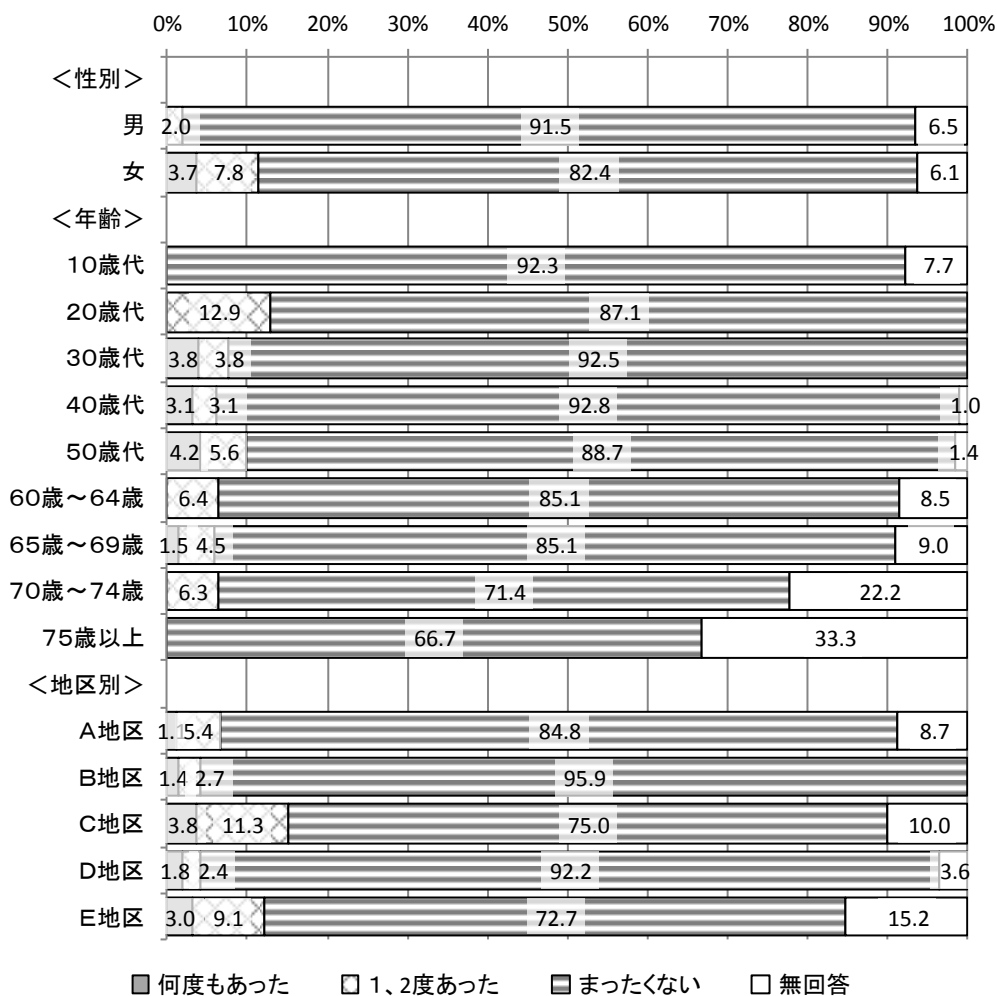 0% 10% 20% 30% 40% 50% 60% 70% 80% 90% 100%
＜性別＞
男 2.0 91.5 6.5
女 3.7 7.8 82.4 6.1
＜年齢＞
10歳代 92.3 7.7
20歳代 12.9 87.1
30歳代 3.8 3.8 92.5
40歳代 3.1 3.1 92.8 1.0
50歳代 4.2 5.6 88.7 1.4
60歳～64歳 6.4 85.1 8.5
65歳～69歳 1.5 4.5 85.1 9.0
70歳～74歳 6.3 71.4 22.2
75歳以上 66.7 33.3
＜地区別＞
A地区 1.1 5.4 84.8 8.7
B地区 1.4 2.7 95.9
C地区 3.8 11.3 75.0 10.0
D地区 1.8 2.4 92.2 3.6
E地区 3.0 9.1 72.7 15.2
何度もあった 1、2度あった まったくない 無回答